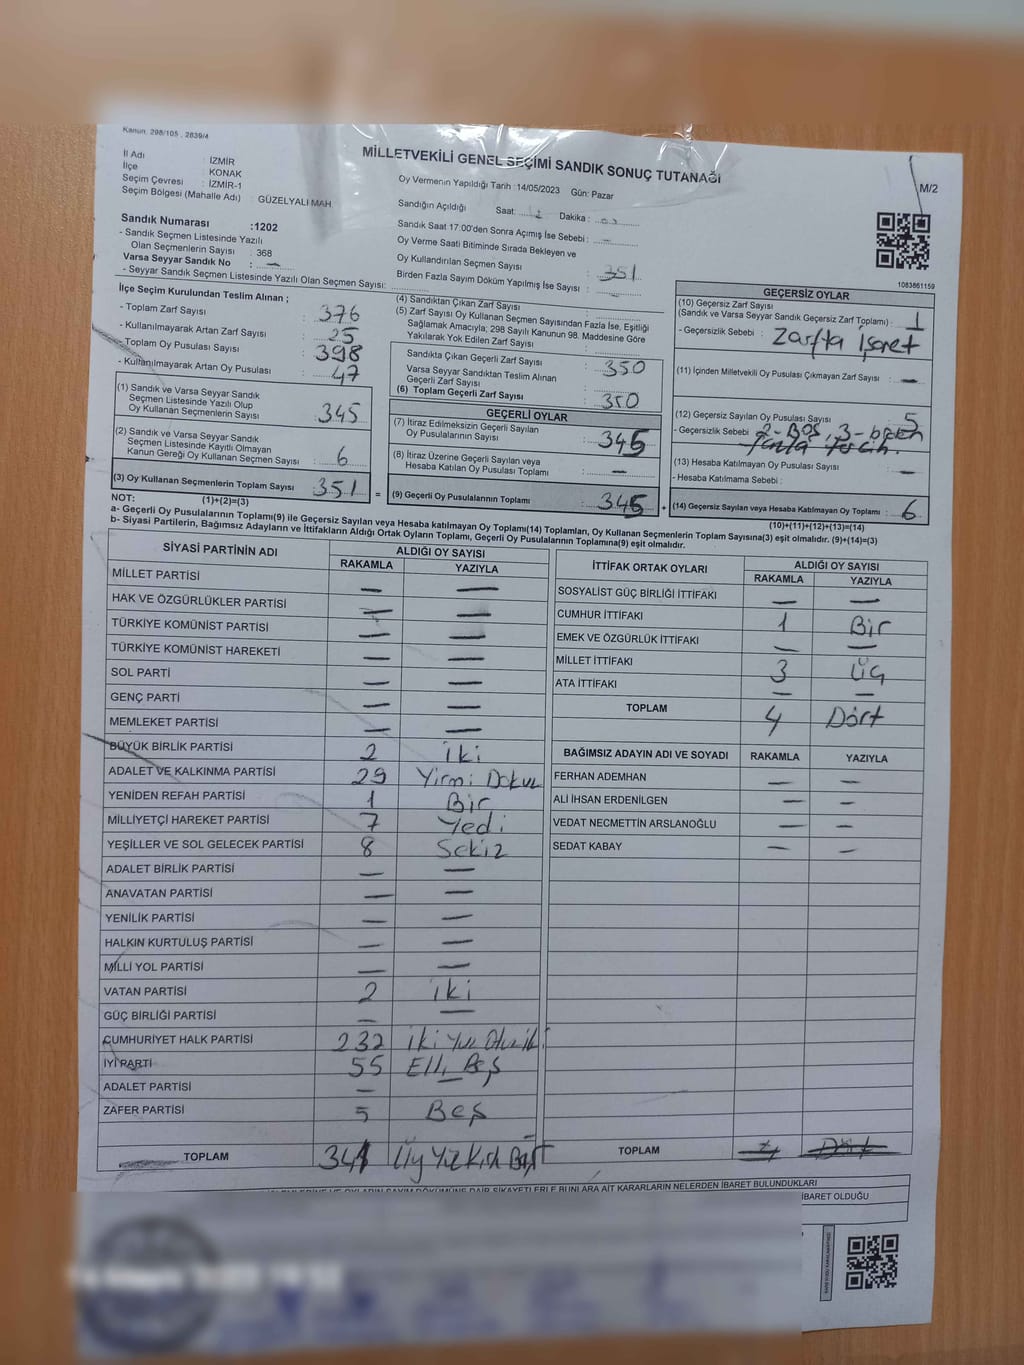 Kanun, 298/105 , 2839/4
MİLLETVEKİLİ GENEL SEÇİMİ SANDIK SONUÇ TUTANAĞI
M/2
İl Adı : İZMİR
İlçe : KONAK
Seçim Çevresi : İZMİR-1
Seçim Bölgesi (Mahalle Adı) GÜZELYALI MAH.
Oy Vermenin Yapıldığı Tarih :14/05/2023 Gün: Pazar
Sandığın Açıldığı Saat: Dakika :
Sandık Numarası :1202
- Sandık Seçmen Listesinde Yazılı
Olan Seçmenlerin Sayısı : 368
Varsa Seyyar Sandık No : —
- Seyyar Sandık Seçmen Listesinde Yazılı Olan Seçmen Sayısı:
Sandık Saat 17:00'den Sonra Açımış İse Sebebi : –
Oy Verme Saati Bitiminde Sırada Bekleyen ve
Oy Kullandırılan Seçmen Sayısı : 351
Birden Fazla Sayım Döküm Yapılmış İse Sayısı :
1083861159
İlçe Seçim Kurulundan Teslim Alınan ;
- Toplam Zarf Sayısı : 376
- Kullanılmayarak Artan Zarf Sayısı : 25
- Toplam Oy Pusulası Sayısı : 398
- Kullanılmayarak Artan Oy Pusulası : 47
(1) Sandık ve Varsa Seyyar Sandık
Seçmen Listesinde Yazılı Olup
Oy Kullanan Seçmenlerin Sayısı : 345
(2) Sandık ve Varsa Seyyar Sandık
Seçmen Listesinde Kayıtlı Olmayan
Kanun Gereği Oy Kullanan Seçmen Sayısı : 6
(3) Oy Kullanan Seçmenlerin Toplam Sayısı : 351 =
(1)+(2)=(3)
(4) Sandıktan Çıkan Zarf Sayısı :
(5) Zarf Sayısı Oy Kullanan Seçmen Sayısından Fazla İse, Eşitliği
Sağlamak Amacıyla; 298 Sayılı Kanunun 98. Maddesine Göre
Yakılarak Yok Edilen Zarf Sayısı :
Sandıkta Çıkan Geçerli Zarf Sayısı : 350
Varsa Seyyar Sandıktan Teslim Alınan
Geçerli Zarf Sayısı :
(6) Toplam Geçerli Zarf Sayısı : 350
GEÇERLİ OYLAR
(7) İtiraz Edilmeksizin Geçerli Sayılan
Oy Pusulalarının Sayısı : 345
(8) İtiraz Üzerine Geçerli Sayılan veya
Hesaba Katılan Oy Pusulası Toplamı : —
(9) Geçerli Oy Pusulalarının Toplamı : 345 +
GEÇERSİZ OYLAR
(10) Geçersiz Zarf Sayısı
(Sandık ve Varsa Seyyar Sandık Geçersiz Zarf Toplamı) : 1
- Geçersizlik Sebebi : Zarfta İşaret
(11) İçinden Milletvekili Oy Pusulası Çıkmayan Zarf Sayısı : —
(12) Geçersiz Sayılan Oy Pusulası Sayısı : 5
- Geçersizlik Sebebi : 2-Boş, 3-birden
fazla tercih.
(13) Hesaba Katılmayan Oy Pusulası Sayısı : —
- Hesaba Katılmama Sebebi :
(14) Geçersiz Sayılan veya Hesaba Katılmayan Oy Toplamı : 6
(10)+(11)+(12)+(13)=(14)
NOT:
a- Geçerli Oy Pusulalarının Toplamı(9) ile Geçersiz Sayılan veya Hesaba katılmayan Oy Toplamı(14) Toplamları, Oy Kullanan Seçmenlerin Toplam Sayısına(3) eşit olmalıdır. (9)+(14)=(3)
b- Siyasi Partilerin, Bağımsız Adayların ve İttifakların Aldığı Ortak Oyların Toplamı, Geçerli Oy Pusulalarının Toplamına(9) eşit olmalıdır.
SİYASİ PARTİNİN ADI ALDIĞI OY SAYISI
RAKAMLA YAZIYLA
MİLLET PARTİSİ — —
HAK VE ÖZGÜRLÜKLER PARTİSİ — —
TÜRKİYE KOMÜNİST PARTİSİ — —
TÜRKİYE KOMÜNİST HAREKETİ — —
SOL PARTİ — —
GENÇ PARTİ — —
MEMLEKET PARTİSİ — —
BÜYÜK BİRLİK PARTİSİ 2 iki
ADALET VE KALKINMA PARTİSİ 29 Yirmi Dokuz
YENİDEN REFAH PARTİSİ 1 Bir
MİLLİYETÇİ HAREKET PARTİSİ 7 Yedi
YEŞİLLER VE SOL GELECEK PARTİSİ 8 Sekiz
ADALET BİRLİK PARTİSİ — —
ANAVATAN PARTİSİ — —
YENİLİK PARTİSİ — —
HALKIN KURTULUŞ PARTİSİ — —
MİLLİ YOL PARTİSİ — —
VATAN PARTİSİ 2 iki
GÜÇ BİRLİĞİ PARTİSİ — —
CUMHURİYET HALK PARTİSİ 232 iki Yüz Otuz iki
İYİ PARTİ 55 Elli Beş
ADALET PARTİSİ — —
ZAFER PARTİSİ 5 Beş
TOPLAM 341 Üç Yüz Kırk
İTTİFAK ORTAK OYLARI ALDIĞI OY SAYISI
RAKAMLA YAZIYLA
SOSYALİST GÜÇ BİRLİĞİ İTTİFAKI — —
CUMHUR İTTİFAKI 1 Bir
EMEK VE ÖZGÜRLÜK İTTİFAKI — —
MİLLET İTTİFAKI 3 Üç
ATA İTTİFAKI — —
TOPLAM 4 Dört
BAĞIMSIZ ADAYIN ADI VE SOYADI RAKAMLA YAZIYLA
FERHAN ADEMHAN — —
ALİ İHSAN ERDENİLGEN — —
VEDAT NECMETTİN ARSLANOĞLU — —
SEDAT KABAY — —
TOPLAM 4 Dört
OYLARIN SAYIM DÖKÜMÜNE DAİR ŞİKAYETLERLE BUNLARA AİT KARARLARIN NELERDEN İBARET BULUNDUKLARI
İBARET OLDUĞU